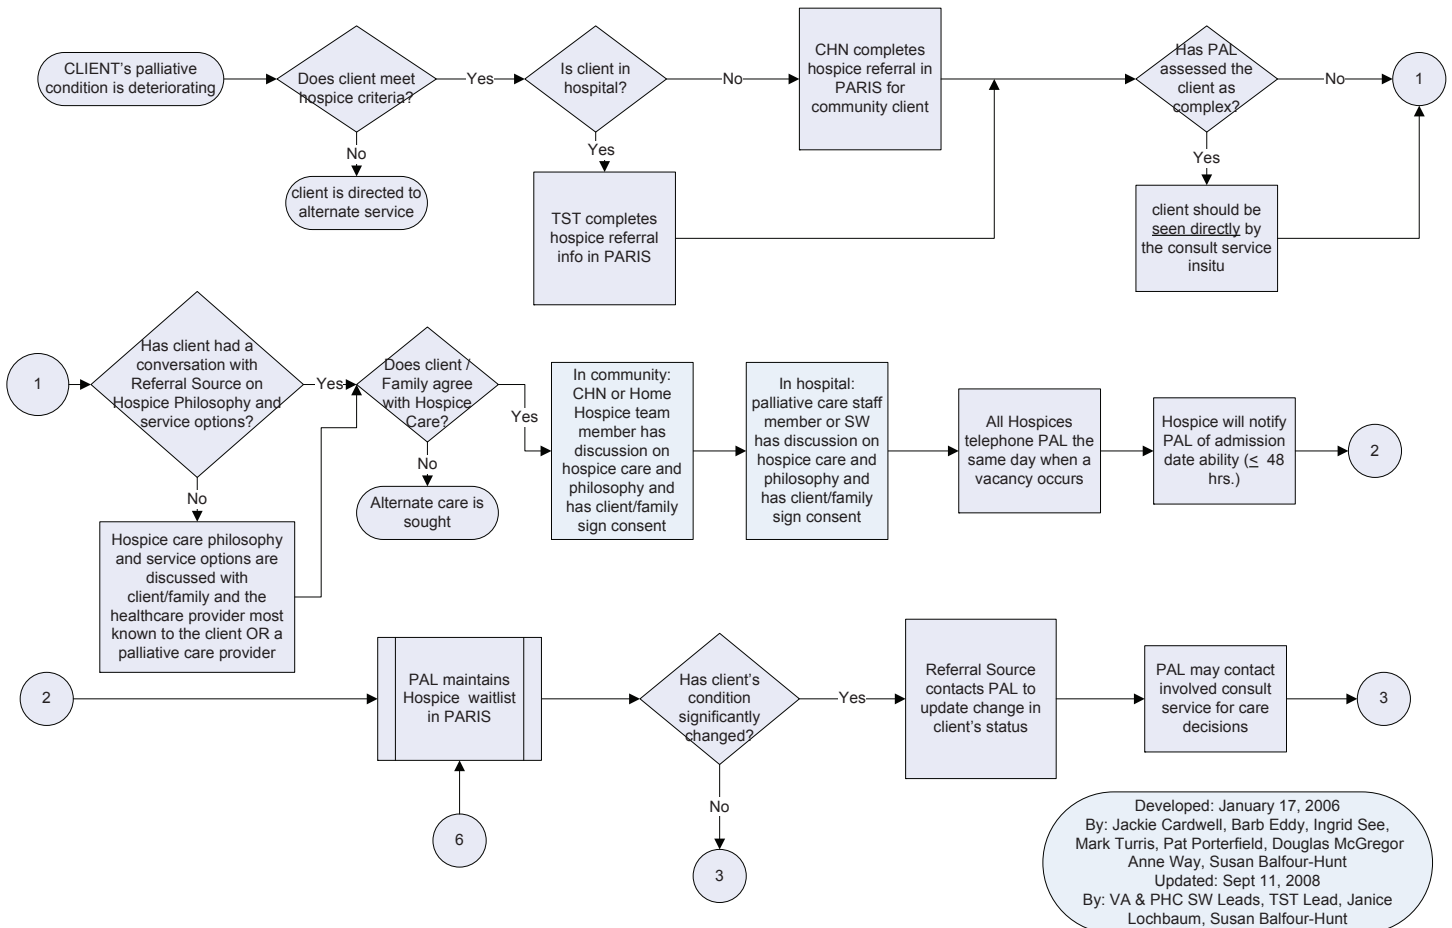 CLIENT's palliative
condition is deteriorating
Does client meet
hospice criteria?
Yes
No
client is directed to
alternate service
Is client in
hospital?
No
Yes
TST completes
hospice referral
info in PARIS
CHN completes
hospice referral in
PARIS for
community client
Has PAL
assessed the
client as
complex?
No
1
Yes
client should be
seen directly by
the consult service
insitu
1
Has client had a
conversation with
Referral Source on
Hospice Philosophy and
service options?
Yes
No
Hospice care philosophy
and service options are
discussed with
client/family and the
healthcare provider most
known to the client OR a
palliative care provider
Does client /
Family agree
with Hospice
Care?
Yes
No
Alternate care is
sought
In community:
CHN or Home
Hospice team
member has
discussion on
hospice care and
philosophy and
has client/family
sign consent
In hospital:
palliative care staff
member or SW
has discussion on
hospice care and
philosophy and
has client/family
sign consent
All Hospices
telephone PAL the
same day when a
vacancy occurs
Hospice will notify
PAL of admission
date ability (≤ 48
hrs.)
2
2
PAL maintains
Hospice waitlist
in PARIS
6
Has client's
condition
significantly
changed?
Yes
No
3
Referral Source
contacts PAL to
update change in
client's status
PAL may contact
involved consult
service for care
decisions
3
Developed: January 17, 2006
By: Jackie Cardwell, Barb Eddy, Ingrid See,
Mark Turris, Pat Porterfield, Douglas McGregor
Anne Way, Susan Balfour-Hunt
Updated: Sept 11, 2008
By: VA & PHC SW Leads, TST Lead, Janice
Lochbaum, Susan Balfour-Hunt